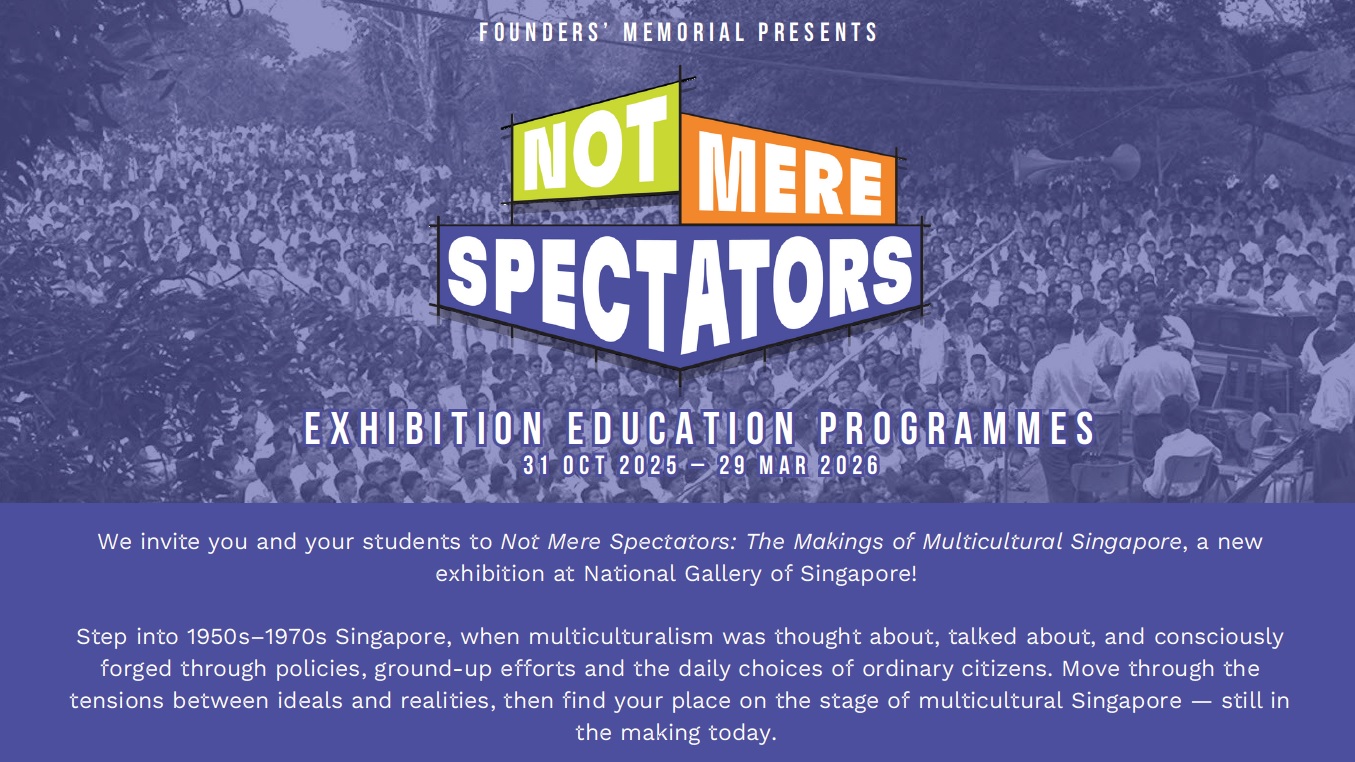 FOUNDERS’ MEMORIAL PRESENTS
NOT MERE
SPECTATORS
EXHIBITION EDUCATION PROGRAMMES
31 OCT 2025 – 29 MAR 2026
We invite you and your students to Not Mere Spectators: The Makings of Multicultural Singapore, a new
exhibition at National Gallery of Singapore!
Step into 1950s–1970s Singapore, when multiculturalism was thought about, talked about, and consciously
forged through policies, ground-up efforts and the daily choices of ordinary citizens. Move through the
tensions between ideals and realities, then find your place on the stage of multicultural Singapore — still in
the making today.